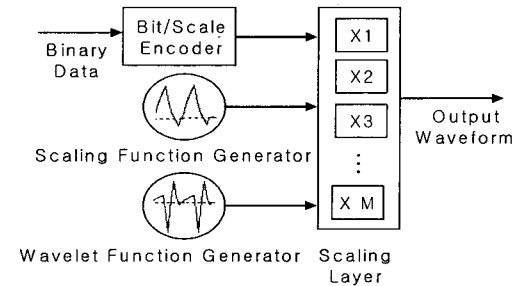 Bit/Scale
Encoder
Binary
Data
X1
X2
X3
X M
Output
Waveform
Scaling Function Generator
Wavelet Function Generator
Scaling
Layer